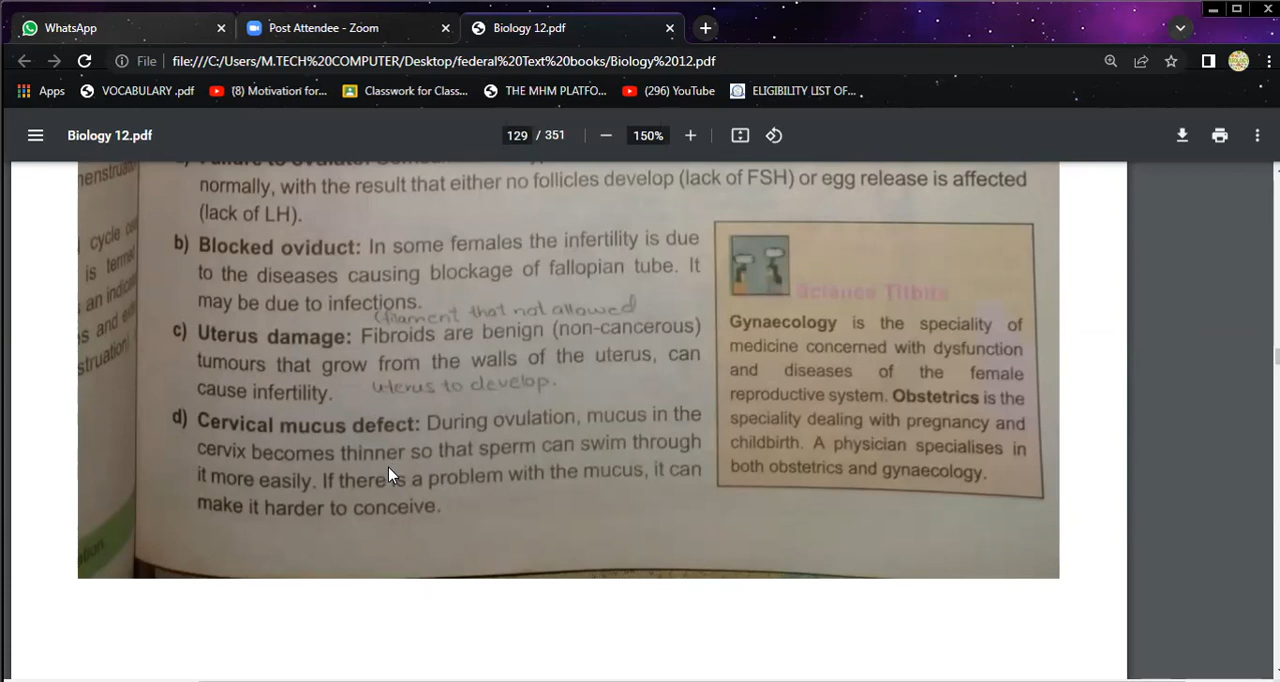 WhatsApp
Post Attendee - Zoom
Biology 12.pdf
File
file:///C:/Users/M.TECH%20COMPUTER/Desktop/federal%20Text%20books/Biology%2012.pdf
Apps
VOCABULARY .pdf
(8) Motivation for...
Classwork for Class...
THE MHM PLATFO...
(296) YouTube
ELIGIBILITY LIST OF...
Biology 12.pdf
129 / 351
150%
normally, with the result that either no follicles develop (lack of FSH) or egg release is affected
(lack of LH).
b) Blocked oviduct: In some females the infertility is due
to the diseases causing blockage of fallopian tube. It
may be due to infections.
(filament that not allowed
c) Uterus damage: Fibroids are benign (non-cancerous)
tumours that grow from the walls of the uterus, can
cause infertility. uterus to develop.
d) Cervical mucus defect: During ovulation, mucus in the
cervix becomes thinner so that sperm can swim through
it more easily. If there is a problem with the mucus, it can
make it harder to conceive.
Science Titbits
Gynaecology is the speciality of
medicine concerned with dysfunction
and diseases of the female
reproductive system. Obstetrics is the
speciality dealing with pregnancy and
childbirth. A physician specialises in
both obstetrics and gynaecology.
cycle
is
an